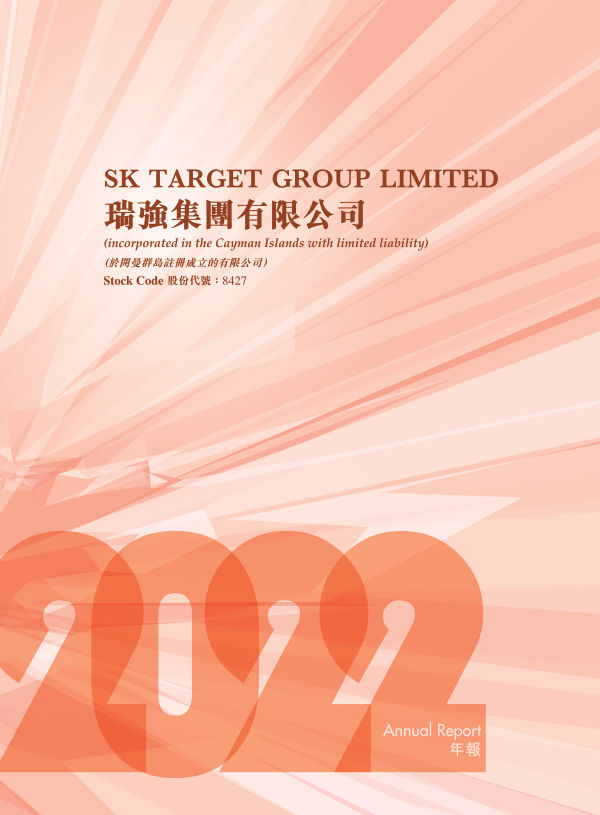 SK TARGET GROUP LIMITED
瑞強集團有限公司
(incorporated in the Cayman Islands with limited liability)
(於開曼群島註冊成立的有限公司)
Stock Code 股份代號：8427
2022
Annual Report
年報